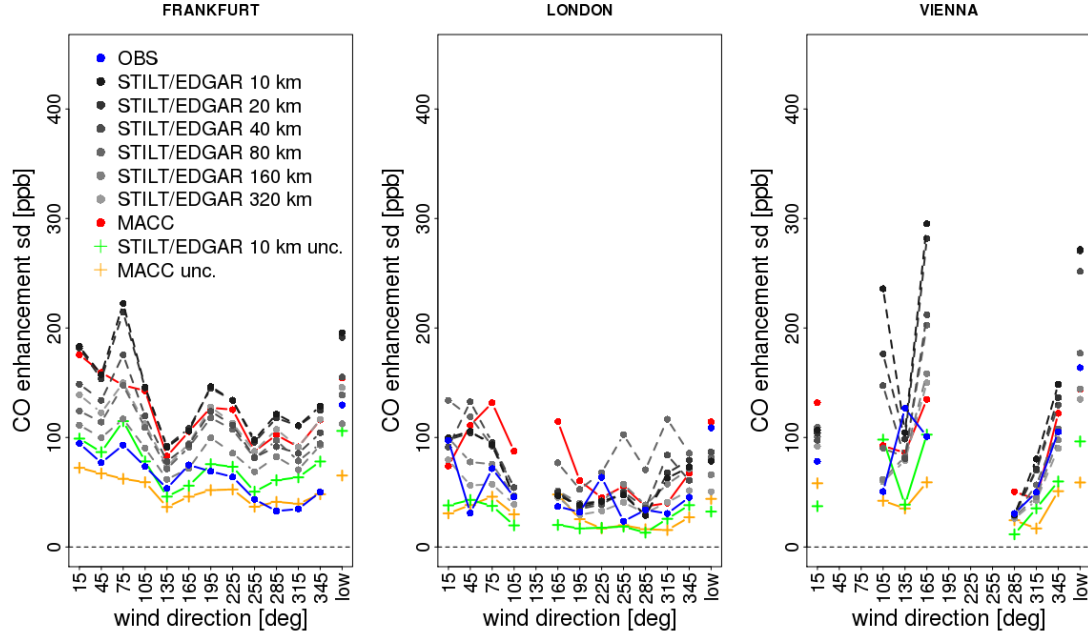 FRANKFURT
CO enhancement sd [ppb]
0 100 200 300 400
OBS
STILT/EDGAR 10 km
STILT/EDGAR 20 km
STILT/EDGAR 40 km
STILT/EDGAR 80 km
STILT/EDGAR 160 km
STILT/EDGAR 320 km
MACC
STILT/EDGAR 10 km unc.
MACC unc.
15 45 75 105 135 165 195 225 255 285 315 345 low
wind direction [deg]
LONDON
CO enhancement sd [ppb]
0 100 200 300 400
15 45 75 105 135 165 195 225 255 285 315 345 low
wind direction [deg]
VIENNA
CO enhancement sd [ppb]
0 100 200 300 400
15 45 75 105 135 165 195 225 255 285 315 345 low
wind direction [deg]